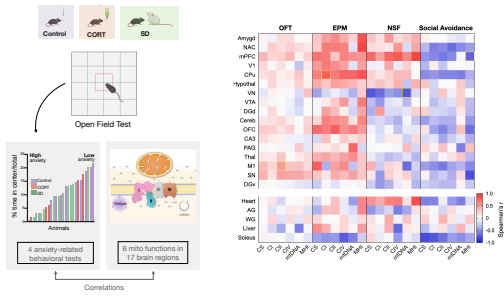 Control
CORT
SD
Open Field Test
High
anxiety
Low
anxiety
Control
CORT
SD
% time in center/total
Animals
4 anxiety-related
behavioral tests
6 mito functions in
17 brain regions
Correlations
OFT EPM NSF Social Avoidance
Amygd
NAC
mPFC
V1
CPu
Hypothal
VN
VTA
DGd
Cereb
OFC
CA3
PAG
Thal
M1
SN
DGv
Heart
AG
WG
Liver
Soleus
CS CI CII CIV mtDNA MHI CS CI CII CIV mtDNA MHI CS CI CII CIV mtDNA MHI CS CI CII CIV mtDNA MHI
1.0
0.5
0
-0.5
-1.0
Spearman r